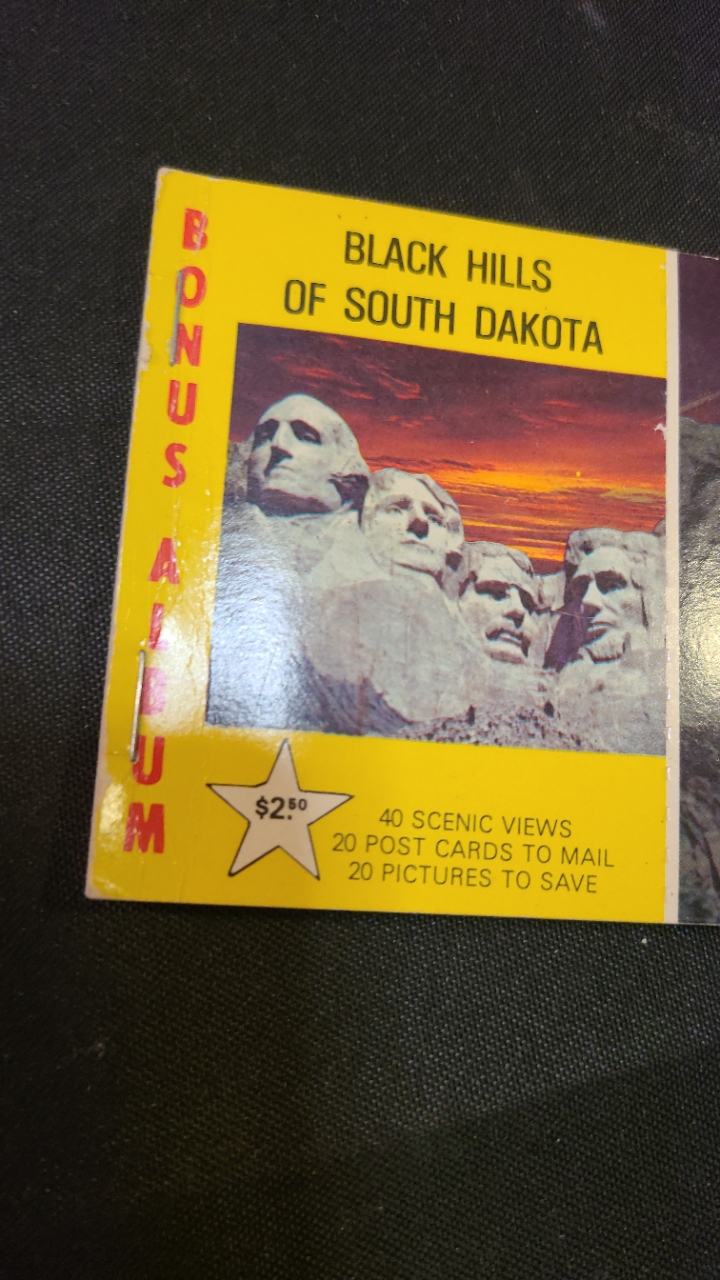 BONUS ALBUM
BLACK HILLS
OF SOUTH DAKOTA
$2.50
40 SCENIC VIEWS
20 POST CARDS TO MAIL
20 PICTURES TO SAVE